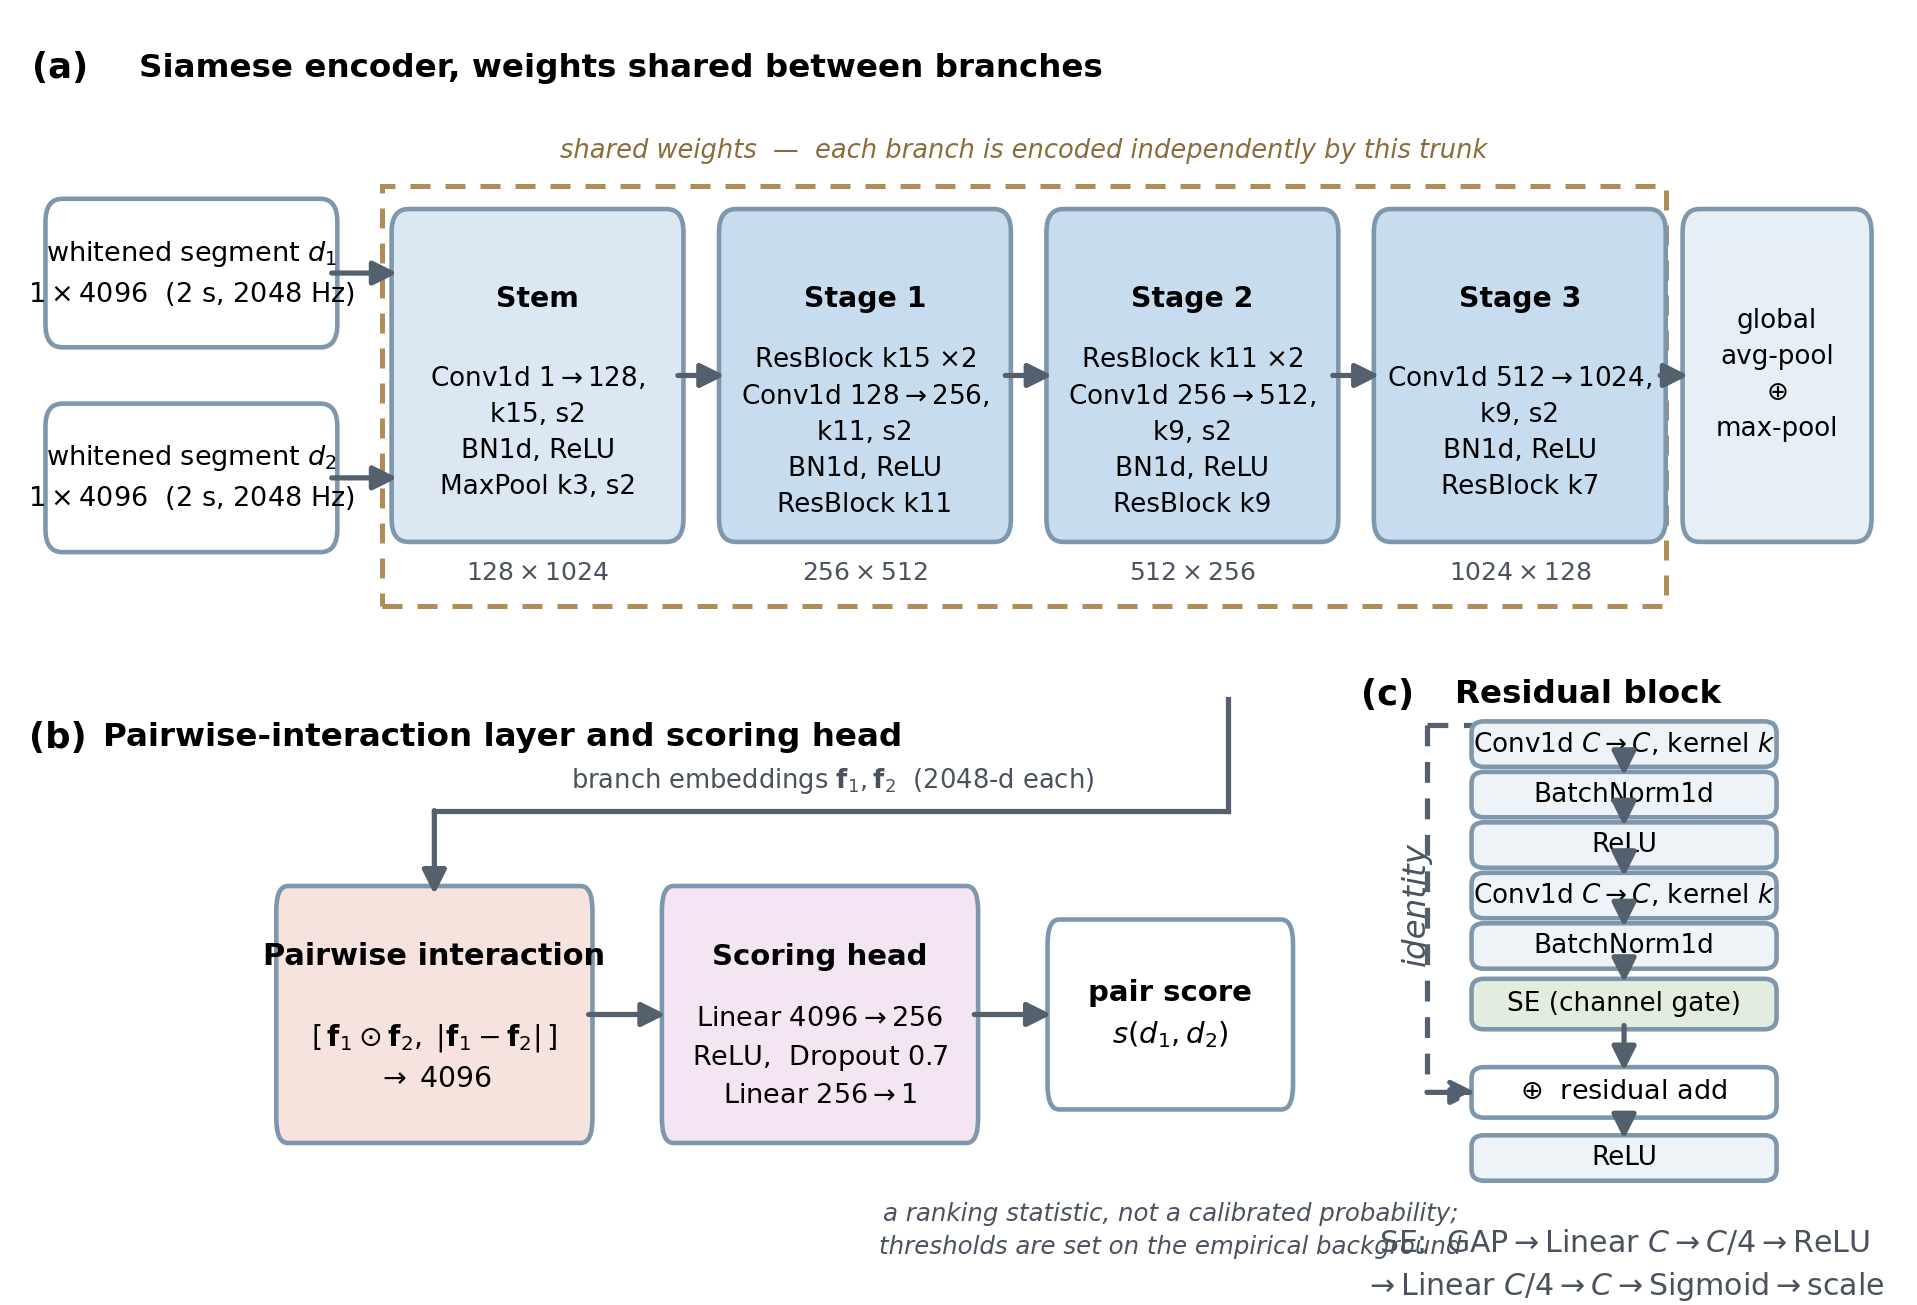 (a) Siamese encoder, weights shared between branches
shared weights — each branch is encoded independently by this trunk
whitened segment d₁
1 × 4096 (2 s, 2048 Hz)
whitened segment d₂
1 × 4096 (2 s, 2048 Hz)
Stem
Conv1d 1 → 128,
k15, s2
BN1d, ReLU
MaxPool k3, s2
128 × 1024
Stage 1
ResBlock k15 ×2
Conv1d 128 → 256,
k11, s2
BN1d, ReLU
ResBlock k11
256 × 512
Stage 2
ResBlock k11 ×2
Conv1d 256 → 512,
k9, s2
BN1d, ReLU
ResBlock k9
512 × 256
Stage 3
Conv1d 512 → 1024,
k9, s2
BN1d, ReLU
ResBlock k7
1024 × 128
global
avg-pool
⊕
max-pool
(b) Pairwise-interaction layer and scoring head
branch embeddings f₁, f₂ (2048-d each)
Pairwise interaction
[ f₁ ⊙ f₂, |f₁ − f₂| ]
→ 4096
Scoring head
Linear 4096 → 256
ReLU, Dropout 0.7
Linear 256 → 1
pair score
s(d₁, d₂)
a ranking statistic, not a calibrated probability;
thresholds are set on the empirical background
(c) Residual block
Conv1d C → C, kernel k
BatchNorm1d
ReLU
Conv1d C → C, kernel k
BatchNorm1d
SE (channel gate)
⊕ residual add
ReLU
identity
SE: GAP → Linear C → C/4 → ReLU
→ Linear C/4 → C → Sigmoid → scale